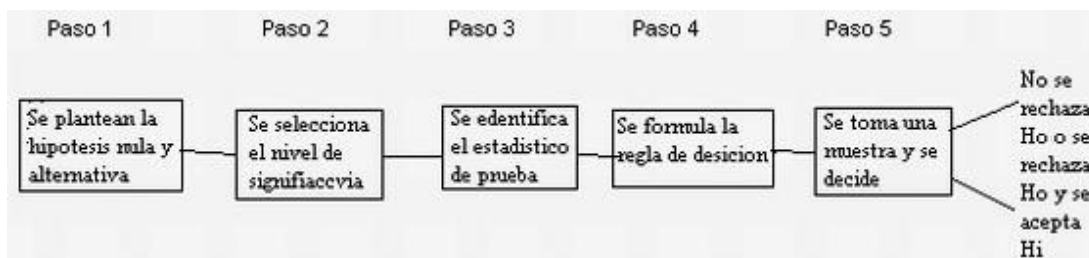 Paso 1
Paso 2
Paso 3
Paso 4
Paso 5
Se plantean la
hipotesis nula y
alternativa
Se selecciona
el nivel de
signifiaccvia
Se edentifica
el estadistico
de prueba
Se formula la
regla de desicion
Se toma una
muestra y se
decide
No se
rechaza
Ho o se
rechaza
Ho y se
acepta
Hi